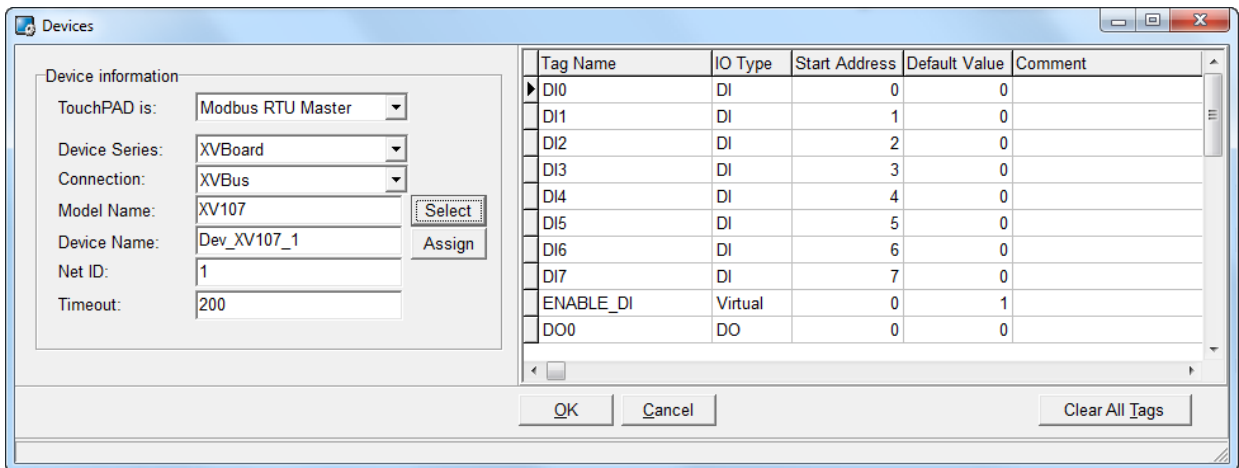 Devices
Device information
TouchPAD is: Modbus RTU Master
Device Series: XVBoard
Connection: XVBus
Model Name: XV107 Select
Device Name: Dev_XV107_1 Assign
Net ID: 1
Timeout: 200
Tag Name IO Type Start Address Default Value Comment
DI0 DI 0 0
DI1 DI 1 0
DI2 DI 2 0
DI3 DI 3 0
DI4 DI 4 0
DI5 DI 5 0
DI6 DI 6 0
DI7 DI 7 0
ENABLE_DI Virtual 0 1
DO0 DO 0 0
OK Cancel Clear All Tags